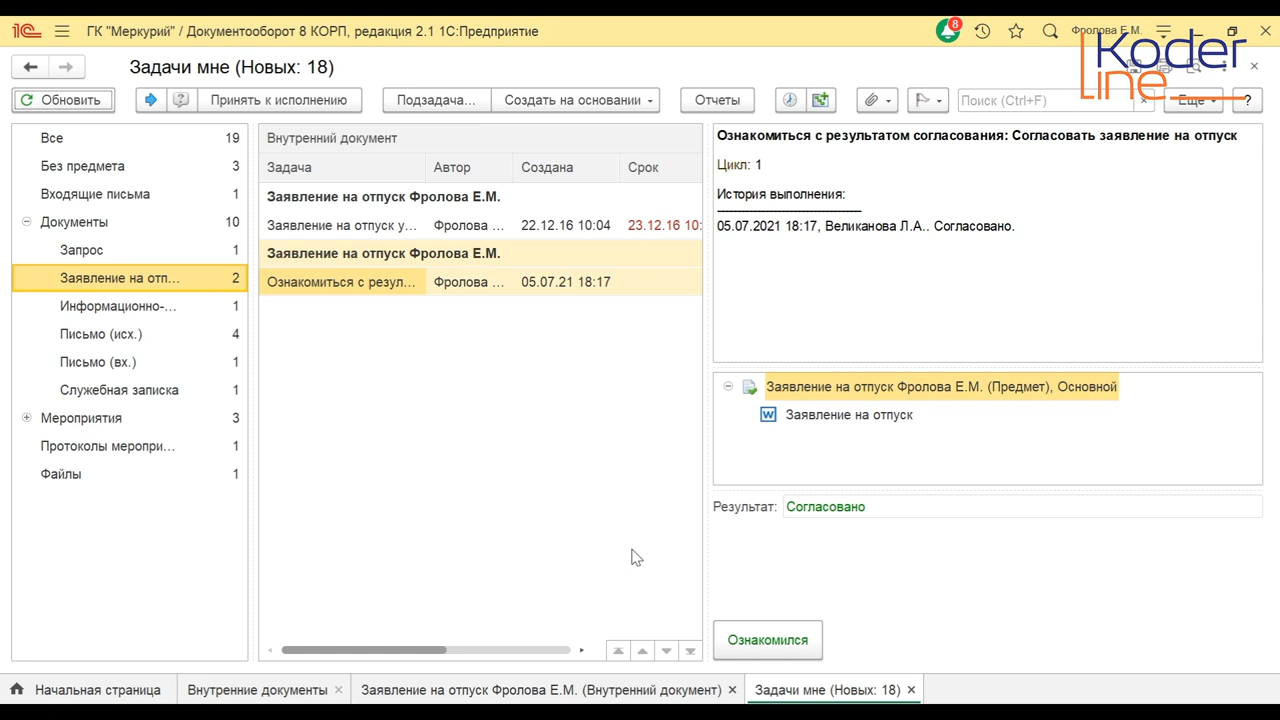 1С ГК "Меркурий" / Документооборот 8 КОРП, редакция 2.1 1С:Предприятие 8 Фролова Е.М.
Koder line
Задачи мне (Новых: 18)
Обновить Принять к исполнению Подзадача... Создать на основании Отчеты Поиск (Ctrl+F) × Еще ?
Все 19
Без предмета 3
Входящие письма 1
Документы 10
Запрос 1
Заявление на отп... 2
Информационно-... 1
Письмо (исх.) 4
Письмо (вх.) 1
Служебная записка 1
Мероприятия 3
Протоколы меропри... 1
Файлы 1
Внутренний документ
Задача Автор Создана Срок
Заявление на отпуск Фролова Е.М.
Заявление на отпуск у... Фролова ... 22.12.16 10:04 23.12.16 10:
Заявление на отпуск Фролова Е.М.
Ознакомиться с резул... Фролова ... 05.07.21 18:17
Ознакомиться с результатом согласования: Согласовать заявление на отпуск
Цикл: 1
История выполнения:
------------------------------------
05.07.2021 18:17, Великанова Л.А.. Согласовано.
Заявление на отпуск Фролова Е.М. (Предмет), Основной
W Заявление на отпуск
Результат: Согласовано
Ознакомился
Начальная страница Внутренние документы × Заявление на отпуск Фролова Е.М. (Внутренний документ) × Задачи мне (Новых: 18) ×